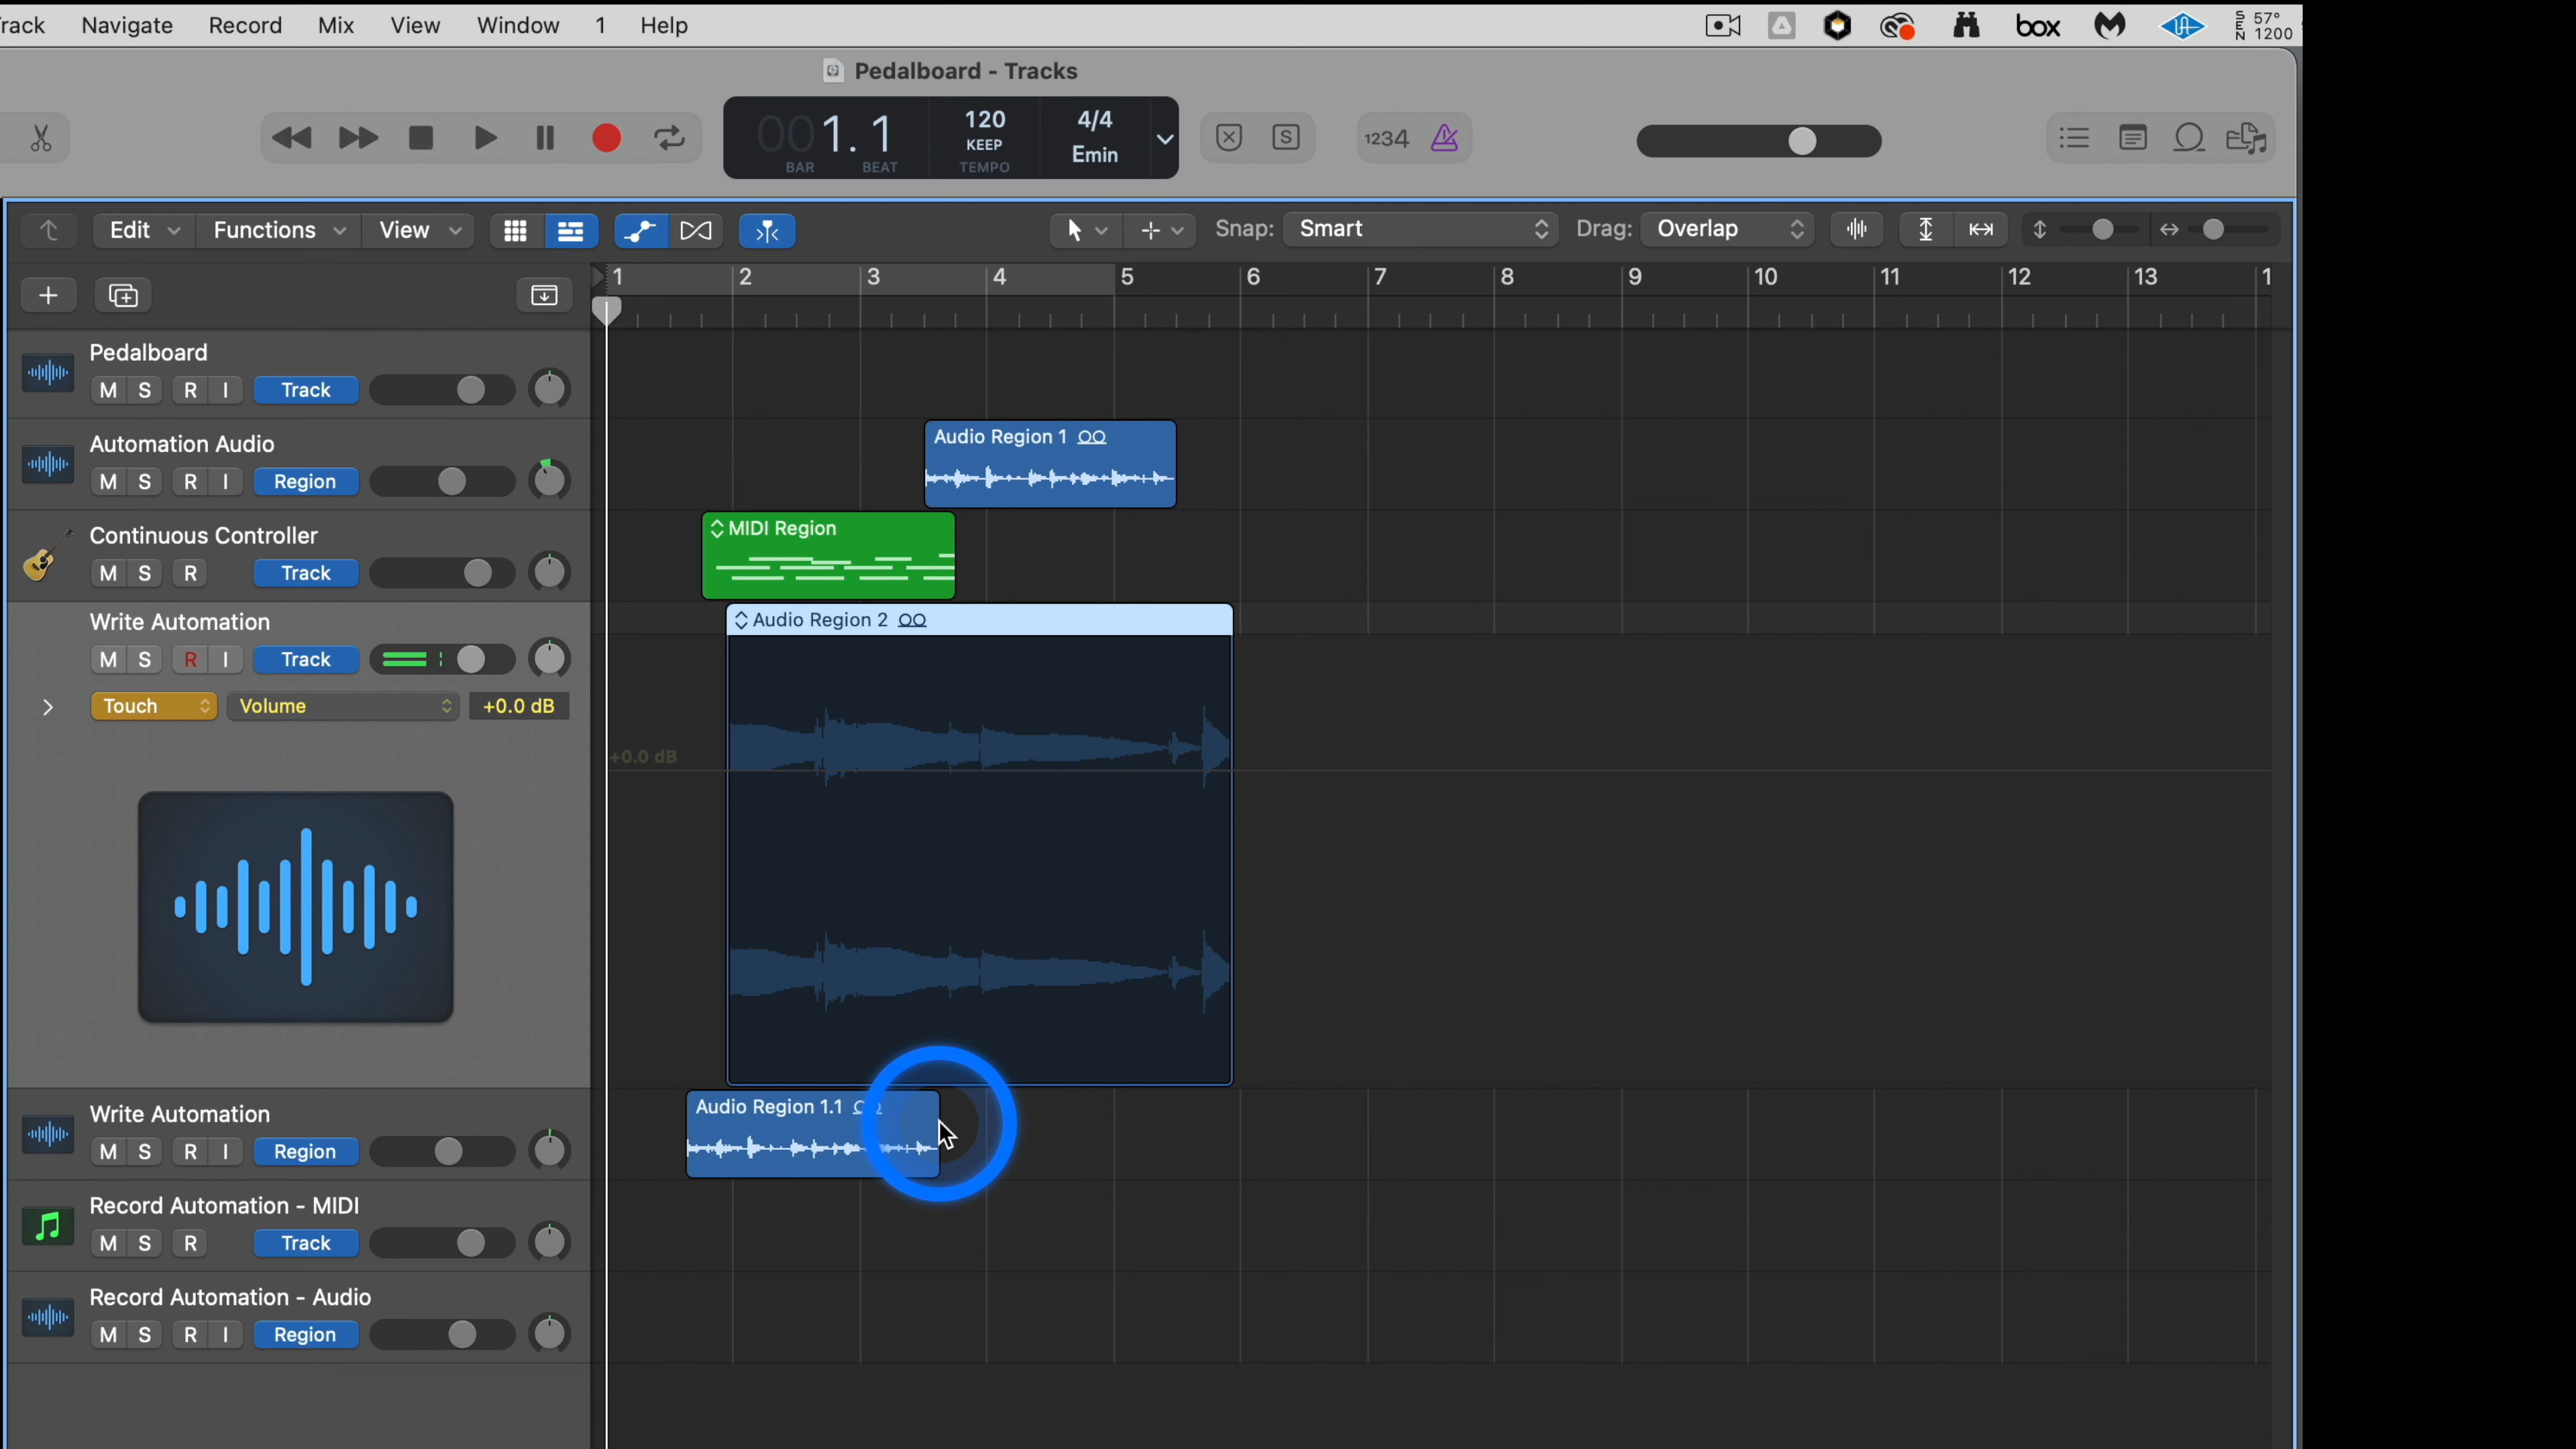 rack Navigate Record Mix View Window 1 Help box SEN 57° 1200
Pedalboard - Tracks
001.1 BAR BEAT 120 KEEP TEMPO 4/4 Emin S 1234
Edit Functions View Snap: Smart Drag: Overlap
1 2 3 4 5 6 7 8 9 10 11 12 13 1
Pedalboard
M S R I Track
Automation Audio
M S R I Region
Audio Region 1
Continuous Controller
M S R Track
MIDI Region
Write Automation
M S R I Track
Touch Volume +0.0 dB
Audio Region 2
+0.0 dB
Write Automation
M S R I Region
Audio Region 1.1
Record Automation - MIDI
M S R Track
Record Automation - Audio
M S R I Region